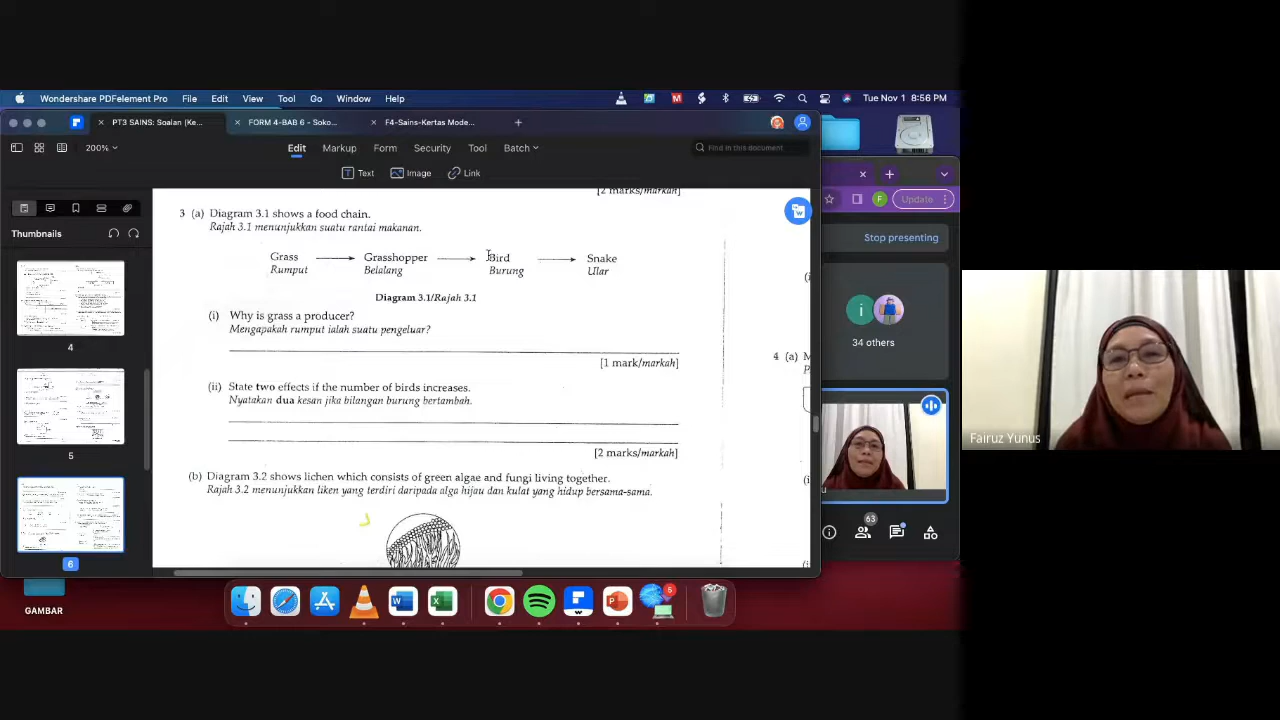 Wondershare PDFelement Pro File Edit View Tool Go Window Help
Tue Nov 1 8:56 PM
PT3 SAINS: Soalan (Ke...
FORM 4-BAB 6 - Soko...
F4-Sains-Kertas Mode...
200%
Edit Markup Form Security Tool Batch
Find in this document
Text Image Link
Update
Stop presenting
34 others
Thumbnails
4
5
6
[2 marks/markah]
3 (a) Diagram 3.1 shows a food chain.
Rajah 3.1 menunjukkan suatu rantai makanan.
Grass Grasshopper Bird Snake
Rumput Belalang Burung Ular
Diagram 3.1/Rajah 3.1
(i) Why is grass a producer?
Mengapakah rumput ialah suatu pengeluar?
[1 mark/markah]
(ii) State two effects if the number of birds increases.
Nyatakan dua kesan jika bilangan burung bertambah.
[2 marks/markah]
(b) Diagram 3.2 shows lichen which consists of green algae and fungi living together.
Rajah 3.2 menunjukkan liken yang terdiri daripada alga hijau dan kulat yang hidup bersama-sama.
4 (a) M
P
63
5
GAMBAR
Fairuz Yunus